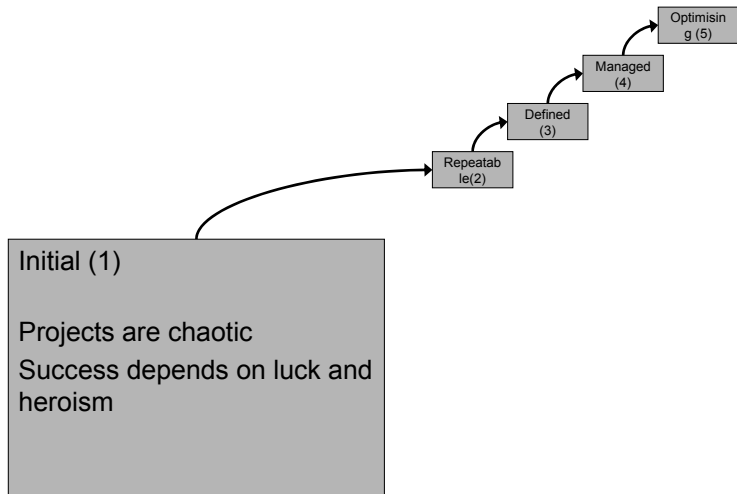 Optimisin
g (5)
Managed
(4)
Defined
(3)
Repeatab
le(2)
Initial (1)
Projects are chaotic
Success depends on luck and
heroism